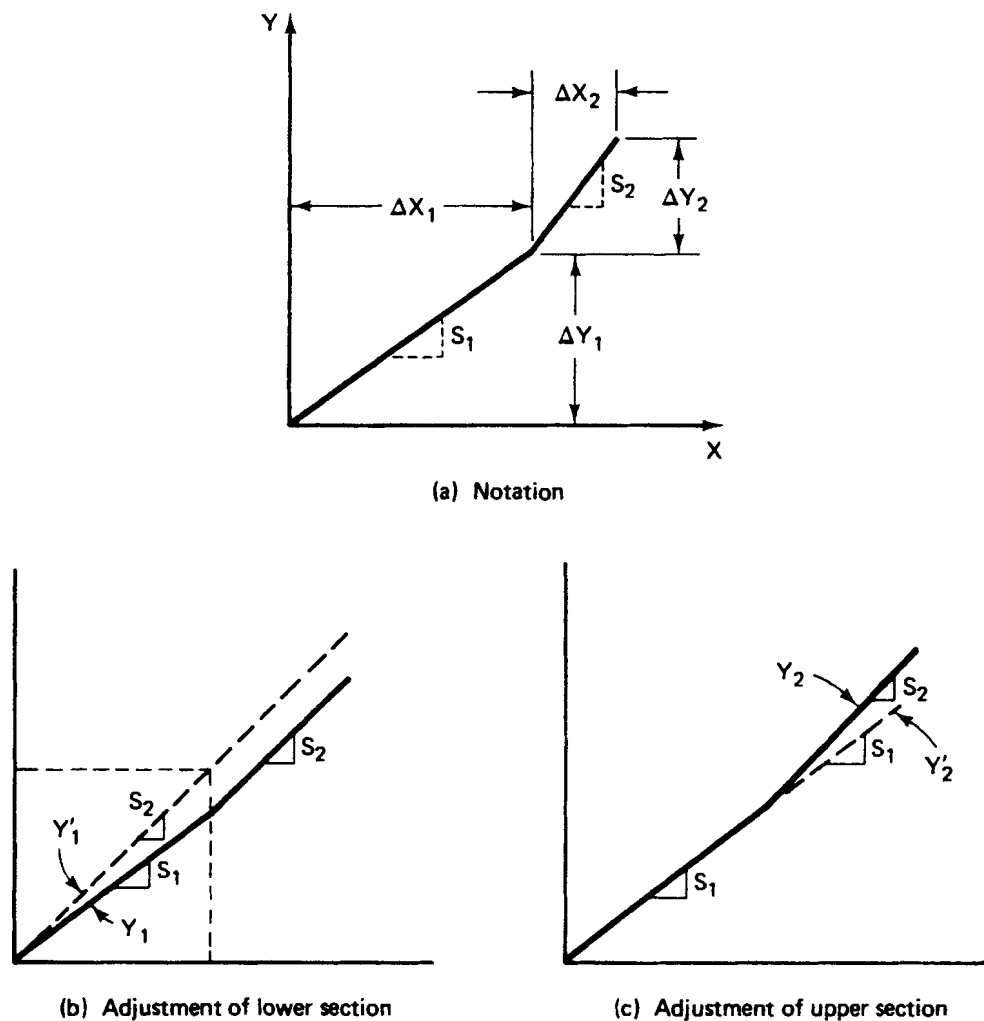 Y
ΔX₂
S₂
ΔY₂
ΔX₁
S₁
ΔY₁
X
(a) Notation
S₂
S₂
Y′₁
S₁
Y₁
(b) Adjustment of lower section
Y₂
S₂
S₁
Y′₂
S₁
(c) Adjustment of upper section